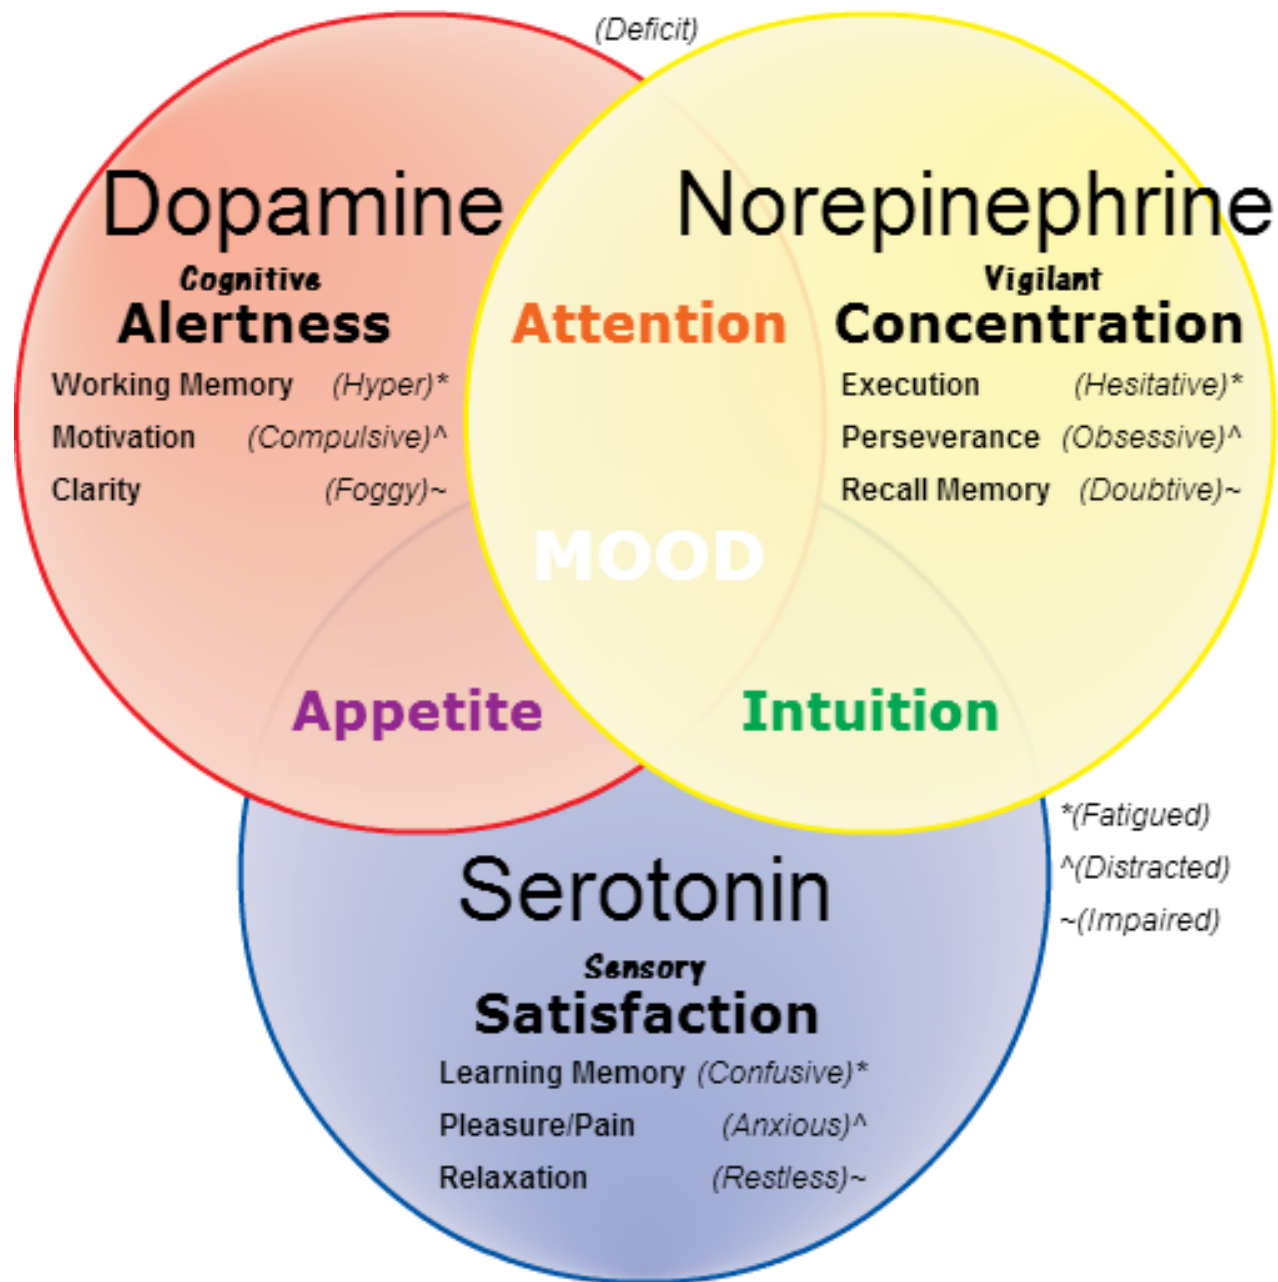 (Deficit)
Dopamine
Cognitive
Alertness
Working Memory (Hyper)*
Motivation (Compulsive)^
Clarity (Foggy)~
Norepinephrine
Vigilant
Concentration
Execution (Hesitative)*
Perseverance (Obsessive)^
Recall Memory (Doubtive)~
Attention
MOOD
Appetite
Intuition
Serotonin
Sensory
Satisfaction
Learning Memory (Confusive)*
Pleasure/Pain (Anxious)^
Relaxation (Restless)~
*(Fatigued)
^(Distracted)
~(Impaired)